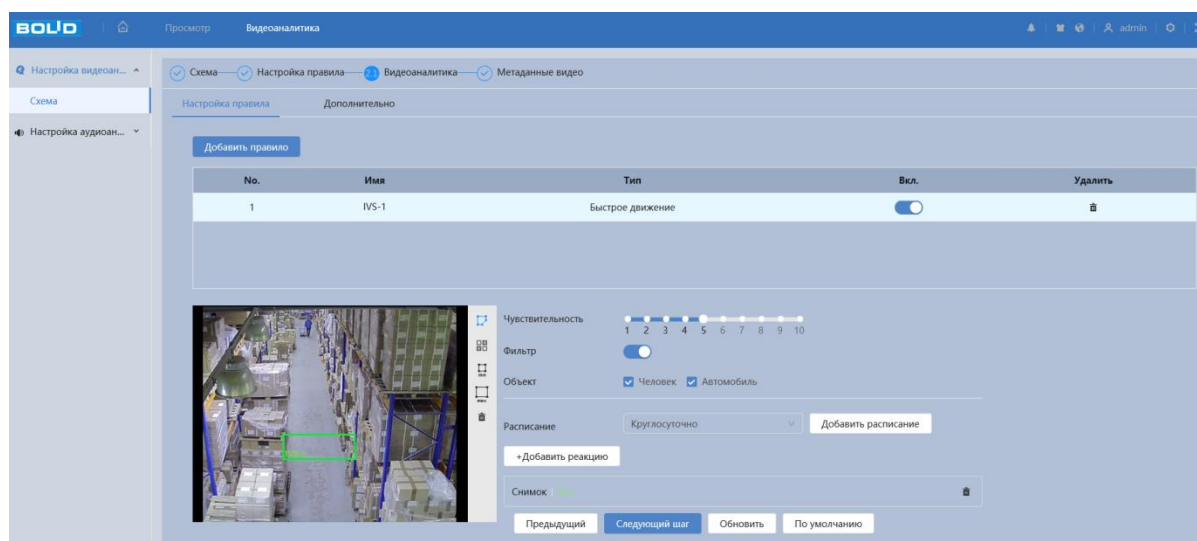 BOLID Просмотр Видеоаналитика admin
Настройка видеоан...
Схема
Настройка аудиоан...
Схема Настройка правила 2.1 Видеоаналитика Метаданные видео
Настройка правила Дополнительно
Добавить правило
No. Имя Тип Вкл. Удалить
1 IVS-1 Быстрое движение
Чувствительность
1 2 3 4 5 6 7 8 9 10
Фильтр
Объект Человек Автомобиль
Расписание Круглосуточно Добавить расписание
+Добавить реакцию
Снимок
Предыдущий Следующий шаг Обновить По умолчанию